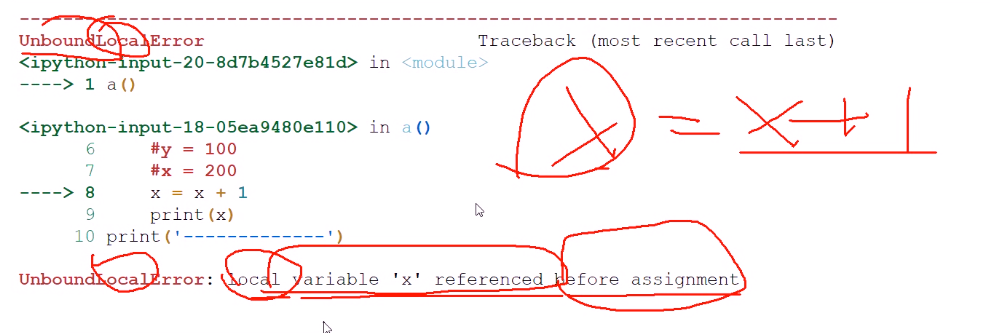 ---------------------------------------------------------------------------
UnboundLocalError                         Traceback (most recent call last)
<ipython-input-20-8d7b4527e81d> in <module>
----> 1 a()
x = x + 1
<ipython-input-18-05ea9480e110> in a()
      6     #y = 100
      7     #x = 200
----> 8     x = x + 1
      9     print(x)
     10 print('-------------')
UnboundLocalError: local variable 'x' referenced before assignment